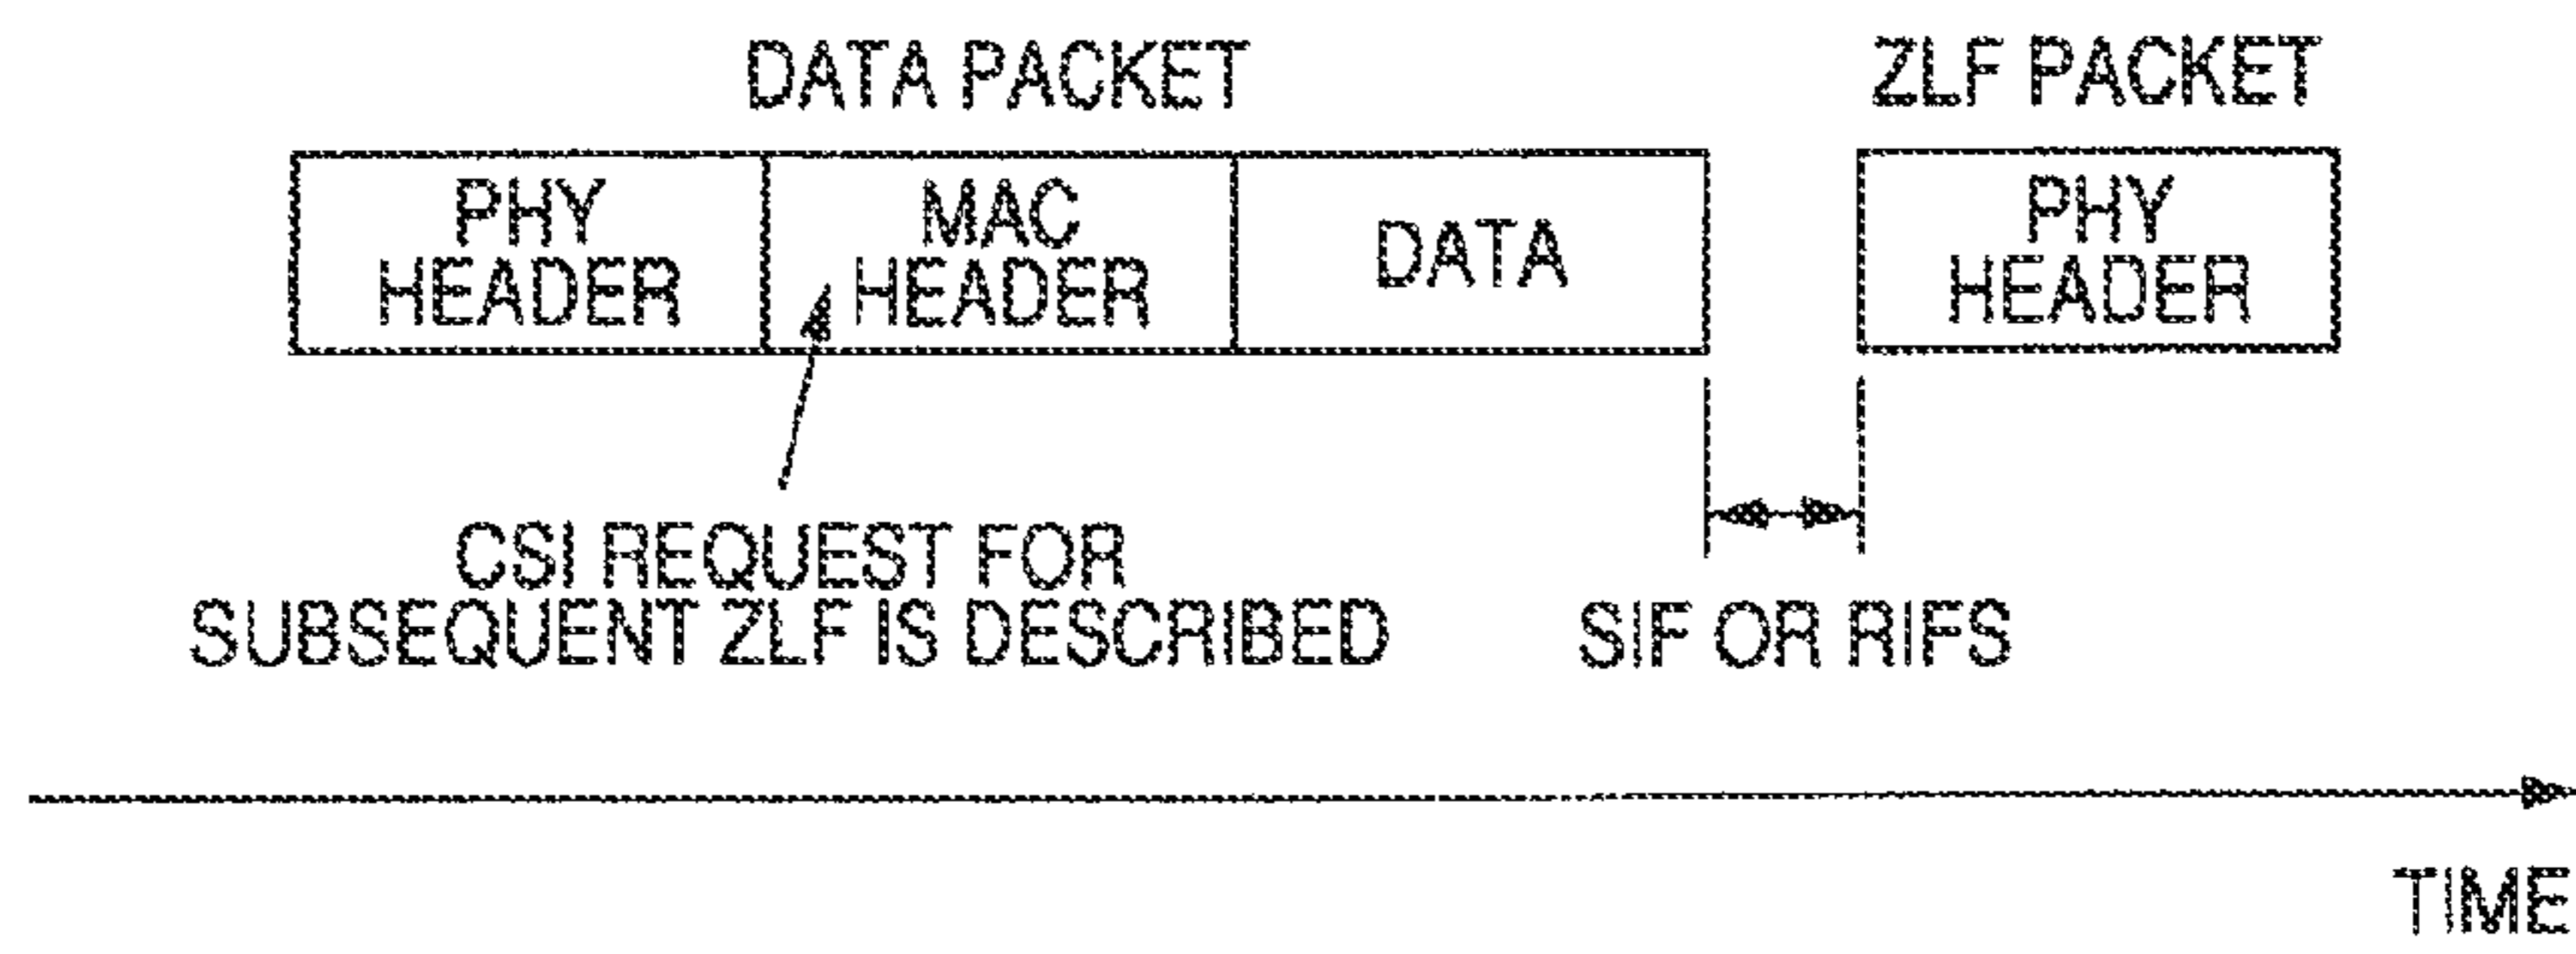 DATA PACKET
ZLF PACKET
PHY
HEADER
MAC
HEADER
DATA
PHY
HEADER
CSI REQUEST FOR
SUBSEQUENT ZLF IS DESCRIBED
SIF OR RIFS
TIME